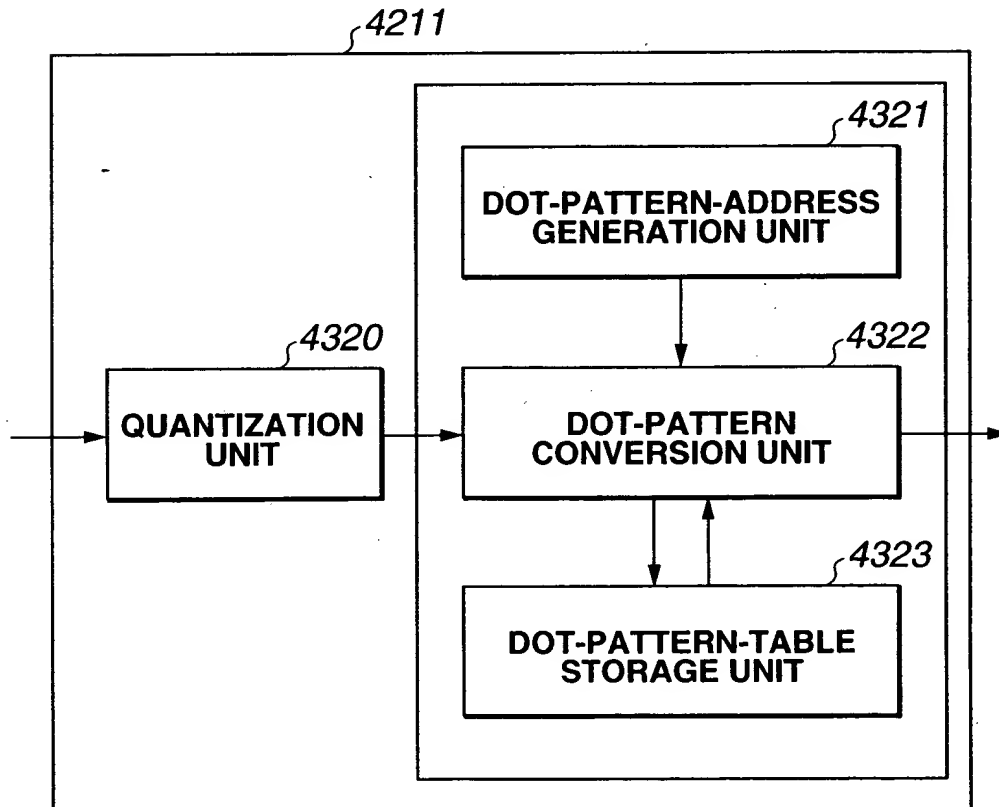 4211
4321
DOT-PATTERN-ADDRESS
GENERATION UNIT
4320
QUANTIZATION
UNIT
4322
DOT-PATTERN
CONVERSION UNIT
4323
DOT-PATTERN-TABLE
STORAGE UNIT